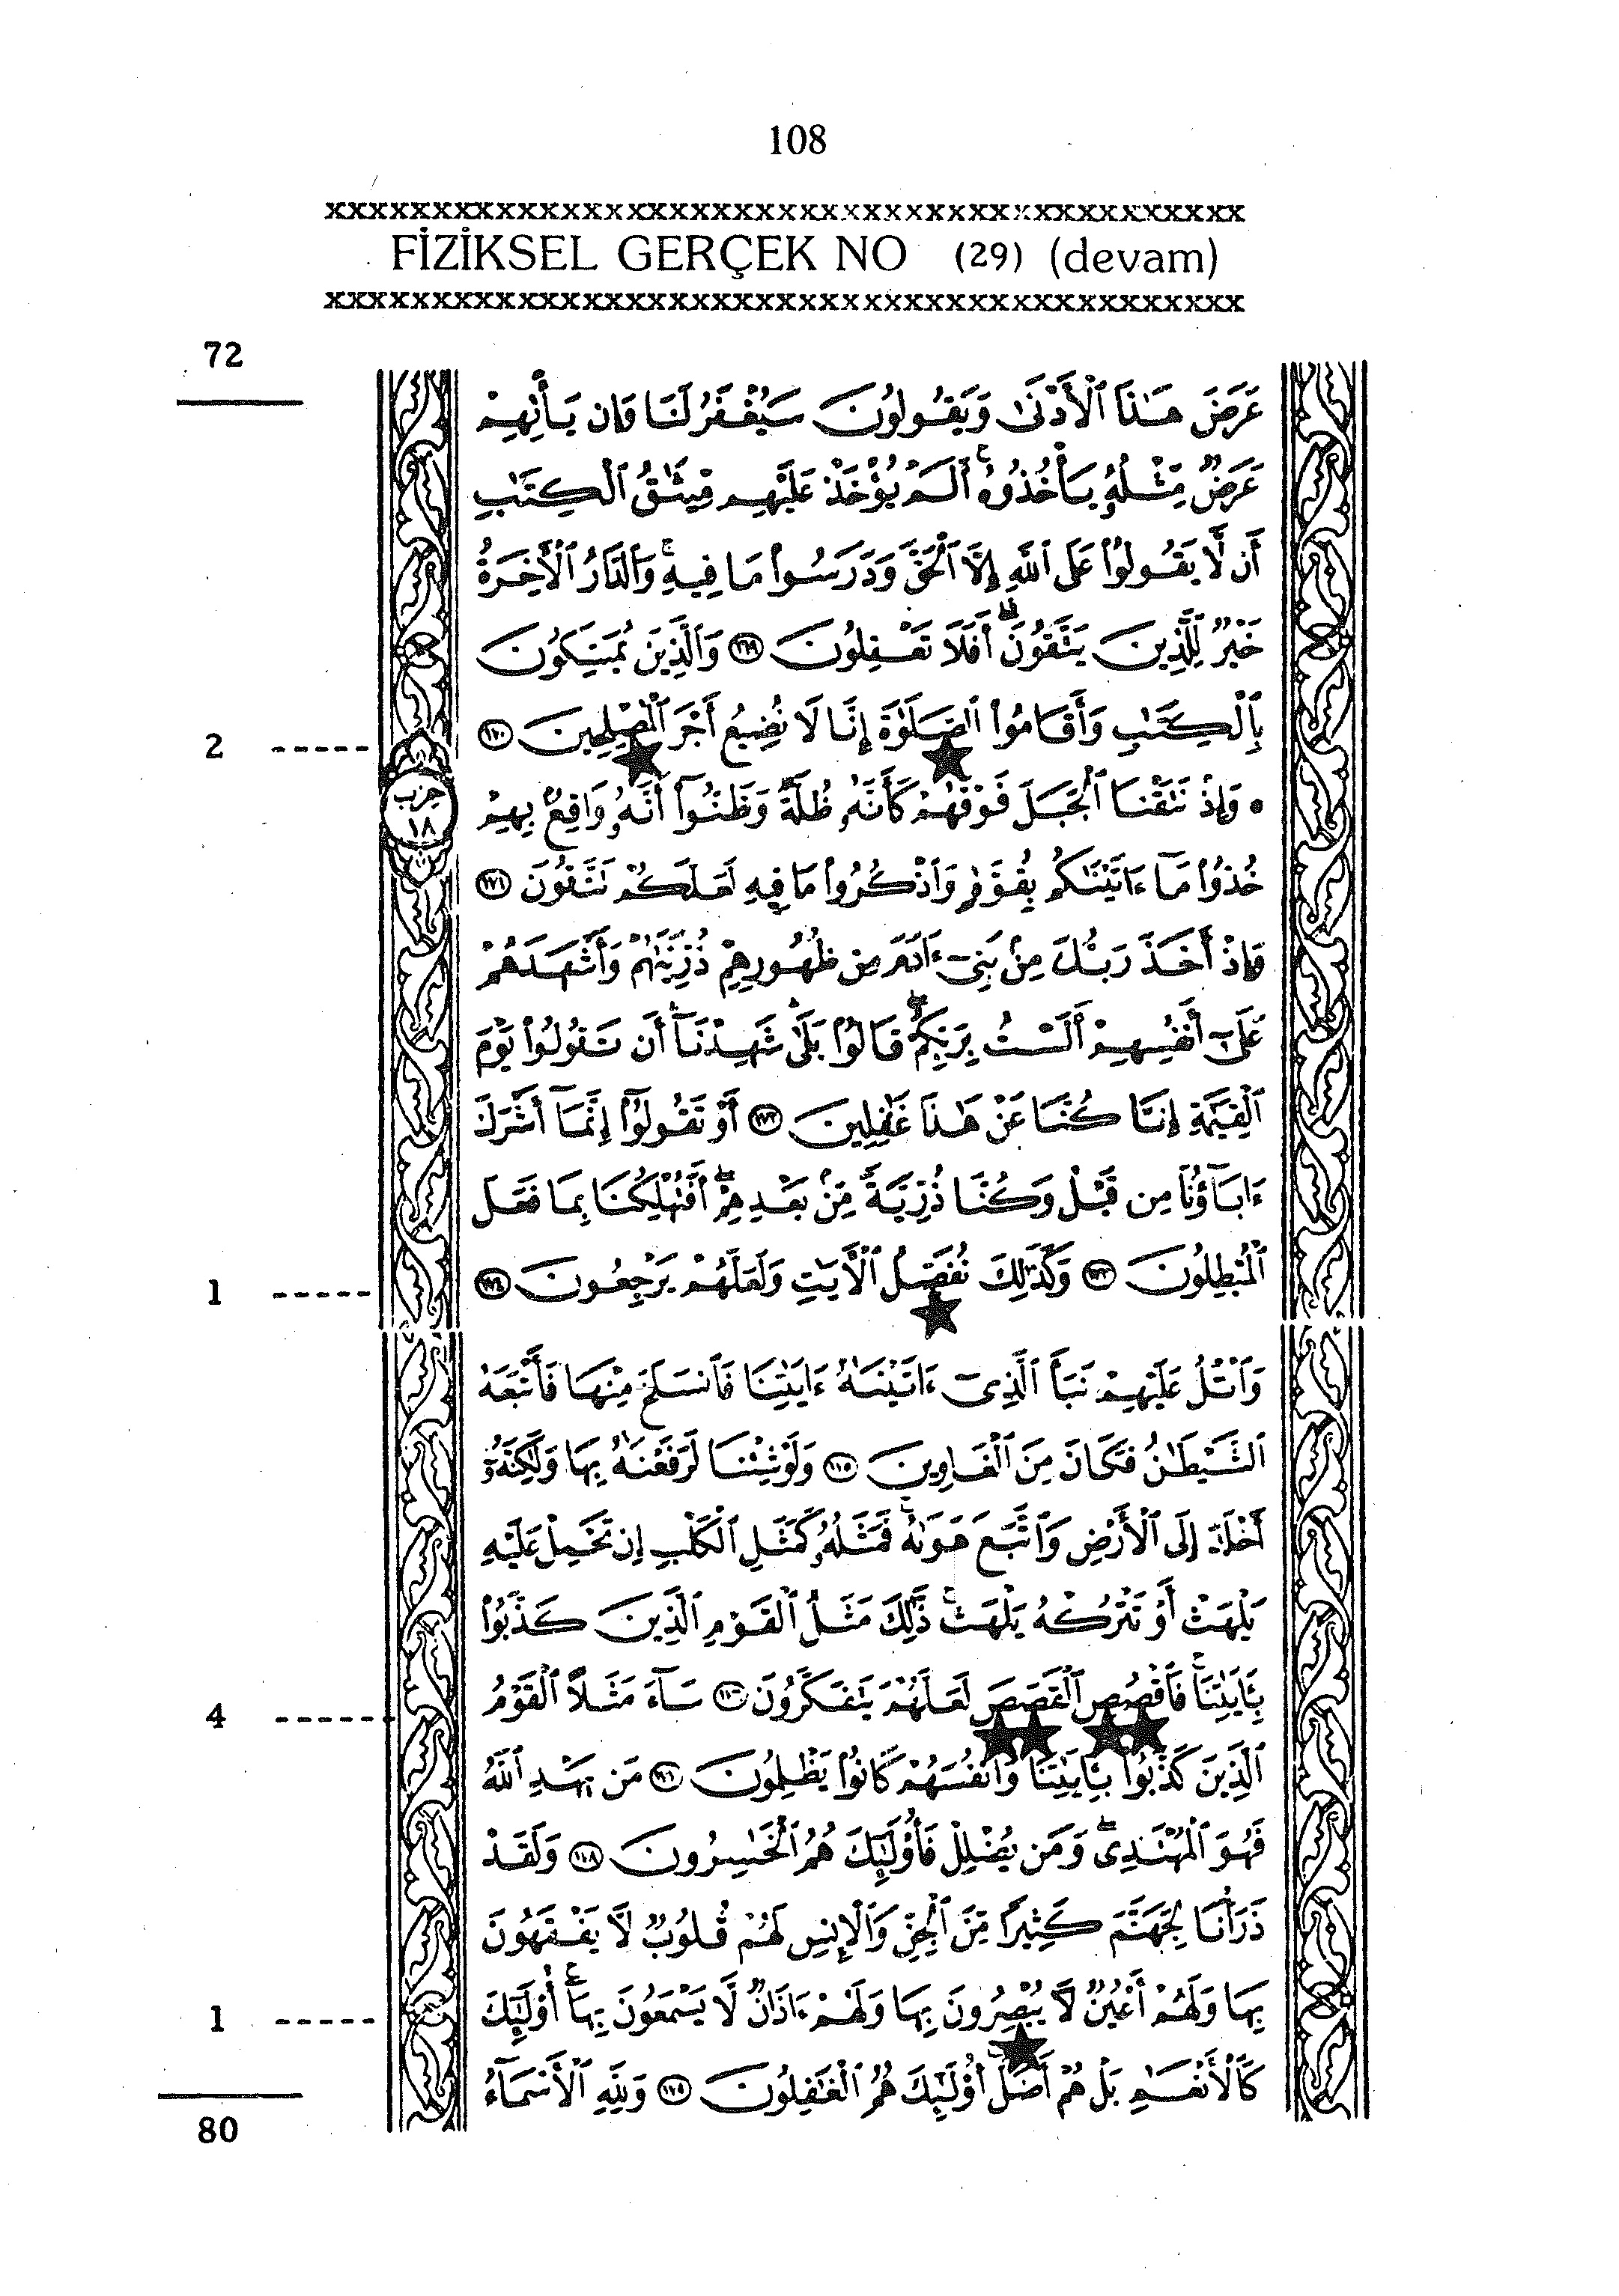 108
xxxxxxxxxxxxxxxxxxxxxxxxxxxxxxxxxxxxxxxxxxx
FİZİKSEL GERÇEK NO (29) (devam)
xxxxxxxxxxxxxxxxxxxxxxxxxxxxxxxxxxxxxxxxxxx
72
عَرَضَ هَـٰذَا ٱلْأَدْنَىٰ وَيَقُولُونَ سَيُغْفَرُ لَنَا وَإِن يَأْتِهِمْ
عَرَضٌ مِّثْلُهُۥ يَأْخُذُوهُ ۚ أَلَمْ يُؤْخَذْ عَلَيْهِم مِّيثَـٰقُ ٱلْكِتَـٰبِ
أَن لَّا يَقُولُوا۟ عَلَى ٱللَّهِ إِلَّا ٱلْحَقَّ وَدَرَسُوا۟ مَا فِيهِ ۗ وَٱلدَّارُ ٱلْـَٔاخِرَةُ
خَيْرٌ لِّلَّذِينَ يَتَّقُونَ ۗ أَفَلَا تَعْقِلُونَ ١٦٩ وَٱلَّذِينَ يُمَسِّكُونَ
بِٱلْكِتَـٰبِ وَأَقَامُوا۟ ٱلصَّلَوٰةَ إِنَّا لَا نُضِيعُ أَجْرَ ٱلْمُصْلِحِينَ ١٧٠
2 -----
وَإِذْ نَتَقْنَا ٱلْجَبَلَ فَوْقَهُمْ كَأَنَّهُۥ ظُلَّةٌ وَظَنُّوٓا۟ أَنَّهُۥ وَاقِعٌۢ بِهِمْ
حزب
١٨
خُذُوا۟ مَآ ءَاتَيْنَـٰكُم بِقُوَّةٍ وَٱذْكُرُوا۟ مَا فِيهِ لَعَلَّكُمْ تَتَّقُونَ ١٧١
وَإِذْ أَخَذَ رَبُّكَ مِنۢ بَنِىٓ ءَادَمَ مِن ظُهُورِهِمْ ذُرِّيَّتَهُمْ وَأَشْهَدَهُمْ
عَلَىٰٓ أَنفُسِهِمْ أَلَسْتُ بِرَبِّكُمْ ۖ قَالُوا۟ بَلَىٰ ۛ شَهِدْنَآ ۛ أَن تَقُولُوا۟ يَوْمَ
ٱلْقِيَـٰمَةِ إِنَّا كُنَّا عَنْ هَـٰذَا غَـٰفِلِينَ ١٧٢ أَوْ تَقُولُوٓا۟ إِنَّمَآ أَشْرَكَ
ءَابَآؤُنَا مِن قَبْلُ وَكُنَّا ذُرِّيَّةً مِّنۢ بَعْدِهِمْ ۖ أَفَتُهْلِكُنَا بِمَا فَعَلَ
ٱلْمُبْطِلُونَ ١٧٣ وَكَذَٰلِكَ نُفَصِّلُ ٱلْـَٔايَـٰتِ وَلَعَلَّهُمْ يَرْجِعُونَ ١٧٤
1 -----
وَٱتْلُ عَلَيْهِمْ نَبَأَ ٱلَّذِىٓ ءَاتَيْنَـٰهُ ءَايَـٰتِنَا فَٱنسَلَخَ مِنْهَا فَأَتْبَعَهُ
ٱلشَّيْطَـٰنُ فَكَانَ مِنَ ٱلْغَاوِينَ ١٧٥ وَلَوْ شِئْنَا لَرَفَعْنَـٰهُ بِهَا وَلَـٰكِنَّهُۥٓ
أَخْلَدَ إِلَى ٱلْأَرْضِ وَٱتَّبَعَ هَوَىٰهُ ۚ فَمَثَلُهُۥ كَمَثَلِ ٱلْكَلْبِ إِن تَحْمِلْ عَلَيْهِ
يَلْهَثْ أَوْ تَتْرُكْهُ يَلْهَث ۚ ذَّٰلِكَ مَثَلُ ٱلْقَوْمِ ٱلَّذِينَ كَذَّبُوا۟
بِـَٔايَـٰتِنَا ۚ فَٱقْصُصِ ٱلْقَصَصَ لَعَلَّهُمْ يَتَفَكَّرُونَ ١٧٦ سَآءَ مَثَلًا ٱلْقَوْمُ
4 ------
ٱلَّذِينَ كَذَّبُوا۟ بِـَٔايَـٰتِنَا وَأَنفُسَهُمْ كَانُوا۟ يَظْلِمُونَ ١٧٧ مَن يَهْدِ ٱللَّهُ
فَهُوَ ٱلْمُهْتَدِى ۖ وَمَن يُضْلِلْ فَأُو۟لَـٰٓئِكَ هُمُ ٱلْخَـٰسِرُونَ ١٧٨ وَلَقَدْ
ذَرَأْنَا لِجَهَنَّمَ كَثِيرًا مِّنَ ٱلْجِنِّ وَٱلْإِنسِ ۖ لَهُمْ قُلُوبٌ لَّا يَفْقَهُونَ
بِهَا وَلَهُمْ أَعْيُنٌ لَّا يُبْصِرُونَ بِهَا وَلَهُمْ ءَاذَانٌ لَّا يَسْمَعُونَ بِهَآ ۚ أُو۟لَـٰٓئِكَ
1 -----
كَٱلْأَنْعَـٰمِ بَلْ هُمْ أَضَلُّ ۚ أُو۟لَـٰٓئِكَ هُمُ ٱلْغَـٰفِلُونَ ١٧٩ وَلِلَّهِ ٱلْأَسْمَآءُ
80